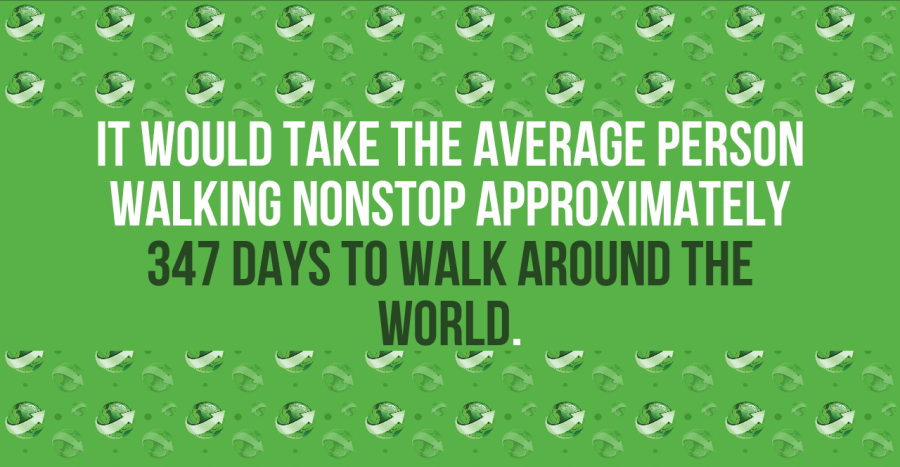 IT WOULD TAKE THE AVERAGE PERSON
WALKING NONSTOP APPROXIMATELY
347 DAYS TO WALK AROUND THE
WORLD.